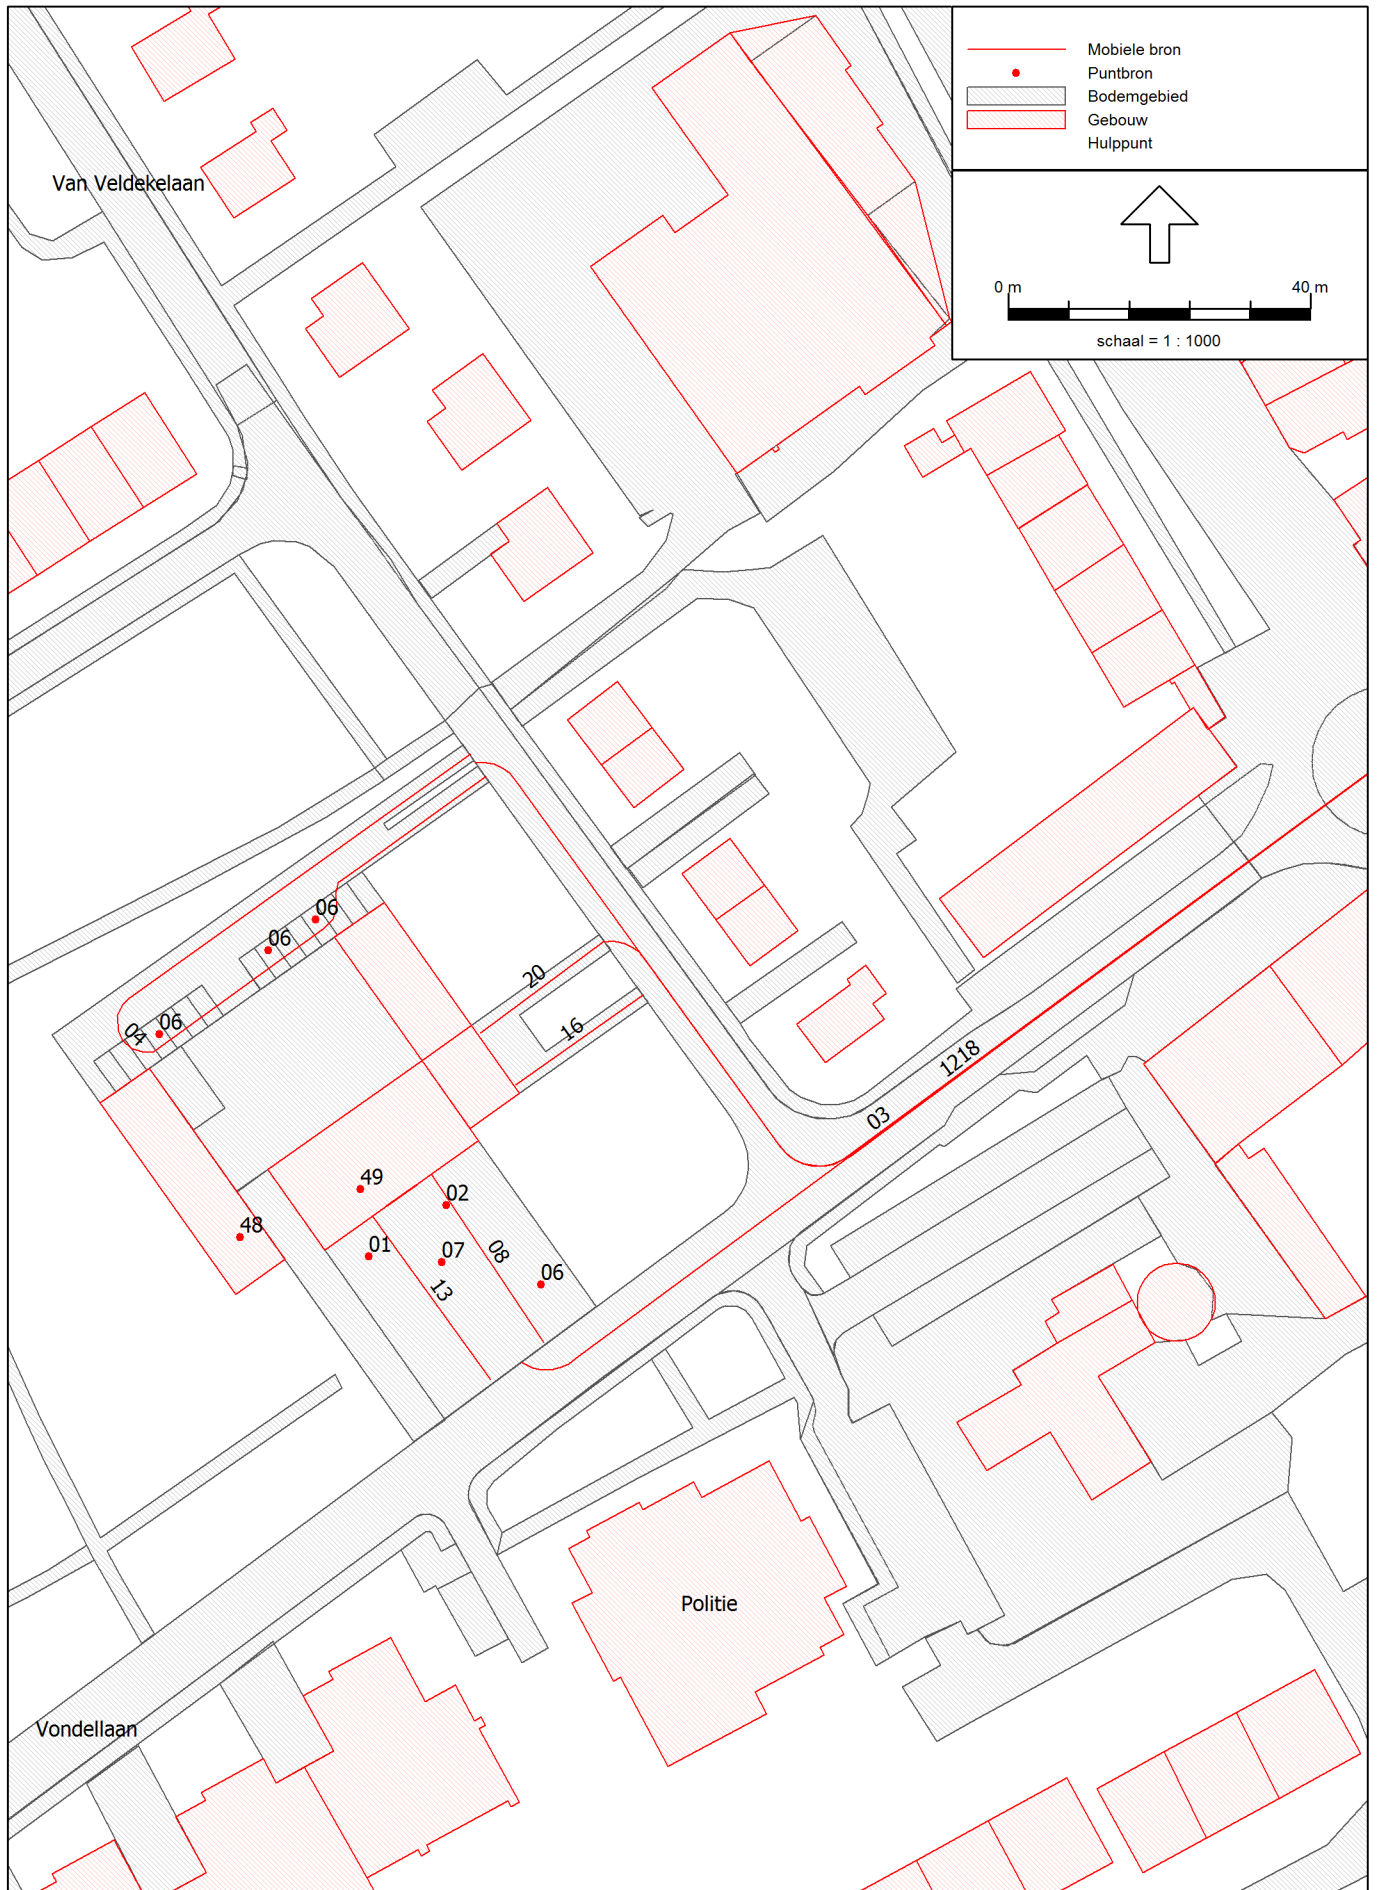 Mobiele bron
Puntbron
Bodemgebied
Gebouw
Hulppunt
0 m 40 m
schaal = 1 : 1000
Van Veldekelaan
06
06
06
04
20
16
1218
03
49
02
48
01
07
08
06
13
Politie
Vondellaan